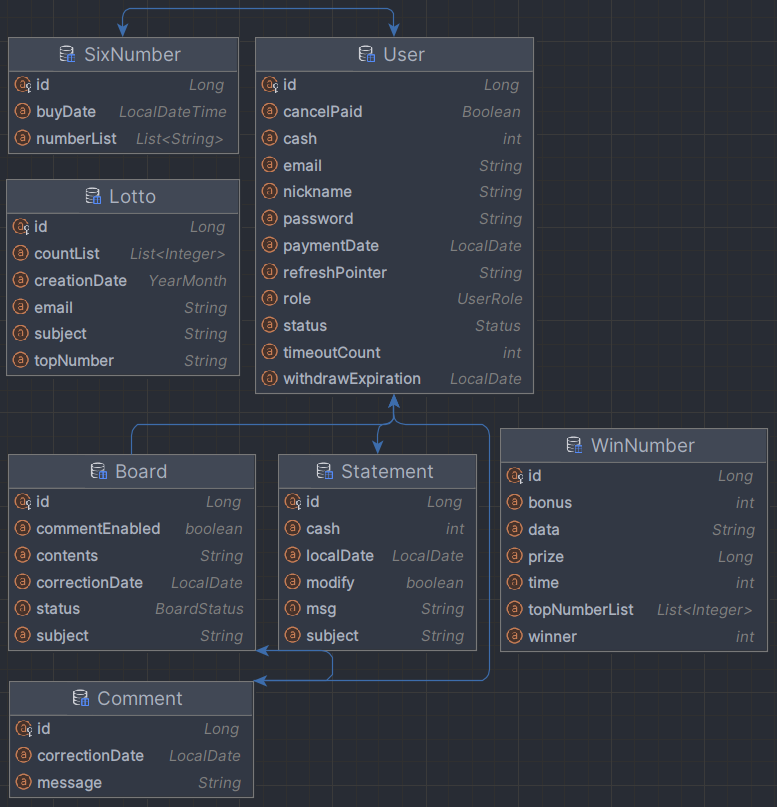 SixNumber
id Long
buyDate LocalDateTime
numberList List<String>
User
id Long
cancelPaid Boolean
cash int
email String
nickname String
password String
paymentDate LocalDate
refreshPointer String
role UserRole
status Status
timeoutCount int
withdrawExpiration LocalDate
Lotto
id Long
countList List<Integer>
creationDate YearMonth
email String
subject String
topNumber String
Board
id Long
commentEnabled boolean
contents String
correctionDate LocalDate
status BoardStatus
subject String
Statement
id Long
cash int
localDate LocalDate
modify boolean
msg String
subject String
WinNumber
id Long
bonus int
data String
prize Long
time int
topNumberList List<Integer>
winner int
Comment
id Long
correctionDate LocalDate
message String